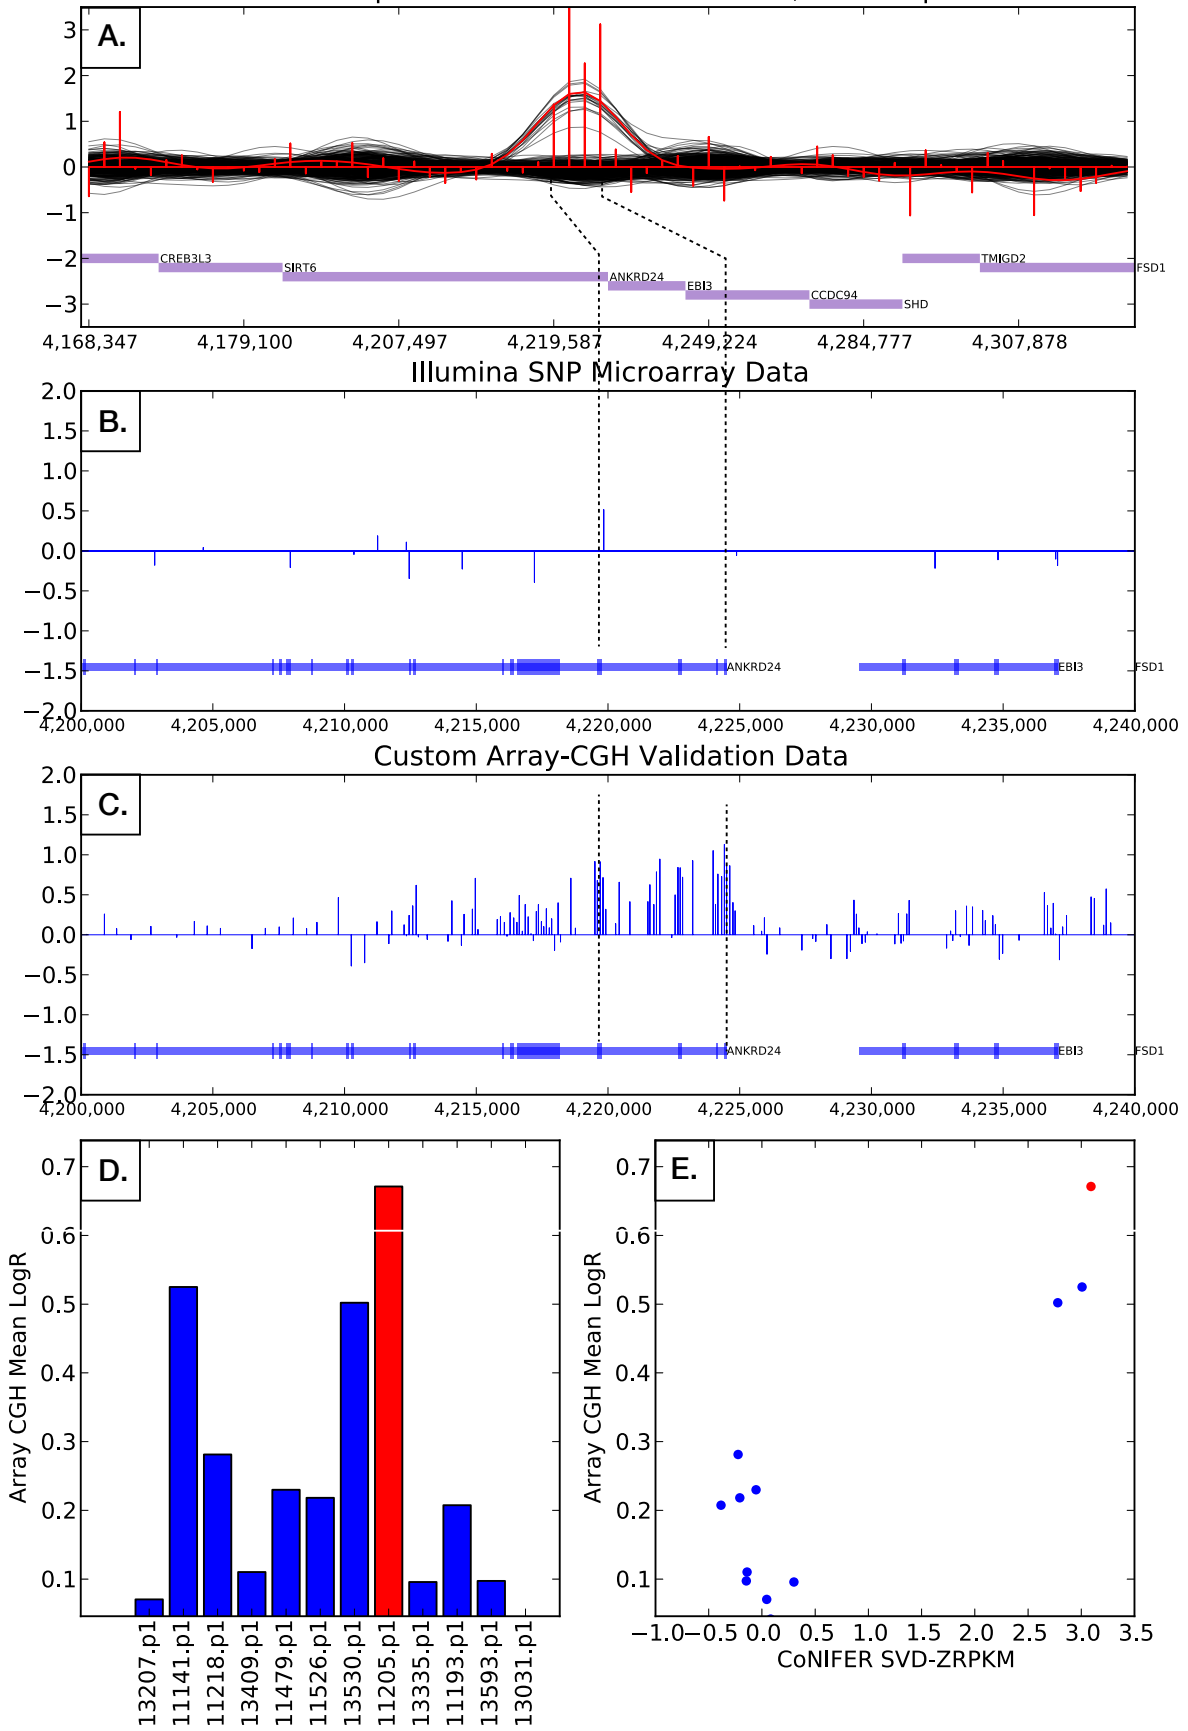 A.
3
2
1
0
−1
−2
−3
CREB3L3
SIRT6
ANKRD24
EBI3
CCDC94
SHD
TMIGD2
FSD1
4,168,347 4,179,100 4,207,497 4,219,587 4,249,224 4,284,777 4,307,878
Illumina SNP Microarray Data
B.
2.0
1.5
1.0
0.5
0.0
−0.5
−1.0
−1.5
−2.0
ANKRD24 EBI3 FSD1
4,200,000 4,205,000 4,210,000 4,215,000 4,220,000 4,225,000 4,230,000 4,235,000 4,240,000
Custom Array-CGH Validation Data
C.
2.0
1.5
1.0
0.5
0.0
−0.5
−1.0
−1.5
−2.0
ANKRD24 EBI3 FSD1
4,200,000 4,205,000 4,210,000 4,215,000 4,220,000 4,225,000 4,230,000 4,235,000 4,240,000
D.
Array CGH Mean LogR
0.7
0.6
0.5
0.4
0.3
0.2
0.1
13207.p1
11141.p1
11218.p1
13409.p1
11479.p1
11526.p1
13530.p1
11205.p1
13335.p1
11193.p1
13593.p1
13031.p1
E.
Array CGH Mean LogR
0.7
0.6
0.5
0.4
0.3
0.2
0.1
−1.0 −0.5 0.0 0.5 1.0 1.5 2.0 2.5 3.0 3.5
CoNIFER SVD-ZRPKM